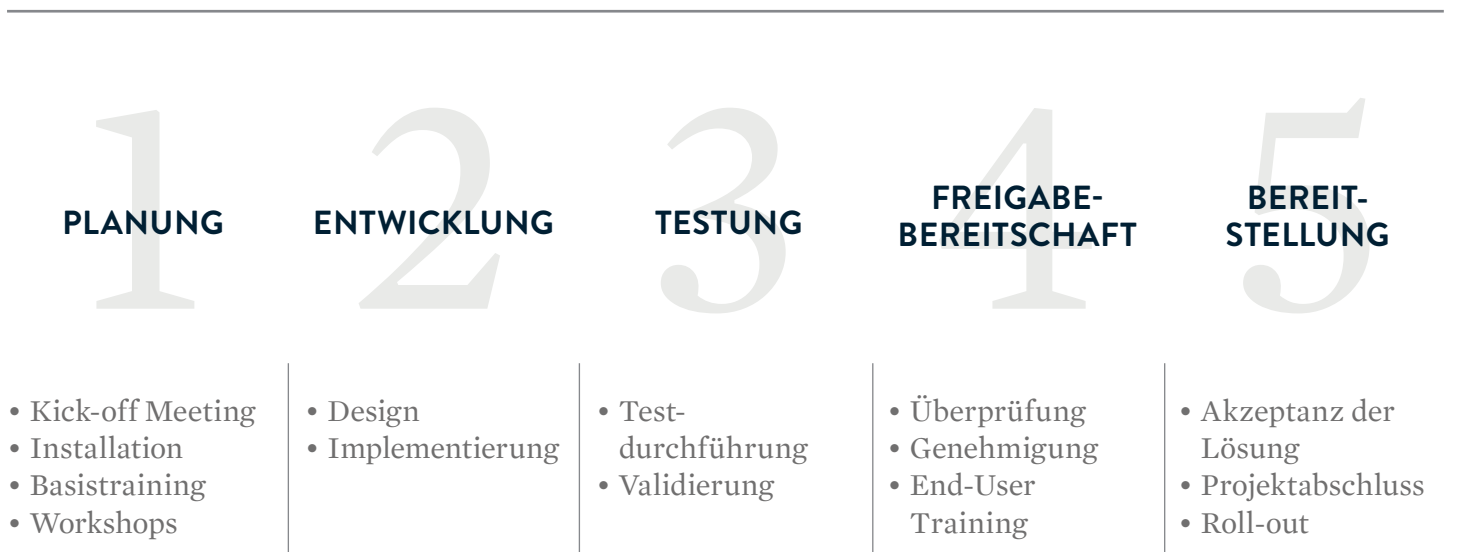 1
PLANUNG
2
ENTWICKLUNG
3
TESTUNG
4
FREIGABE-
BEREITSCHAFT
5
BEREIT-
STELLUNG
• Kick-off Meeting
• Installation
• Basistraining
• Workshops
• Design
• Implementierung
• Test-
durchführung
• Validierung
• Überprüfung
• Genehmigung
• End-User
Training
• Akzeptanz der
Lösung
• Projektabschluss
• Roll-out